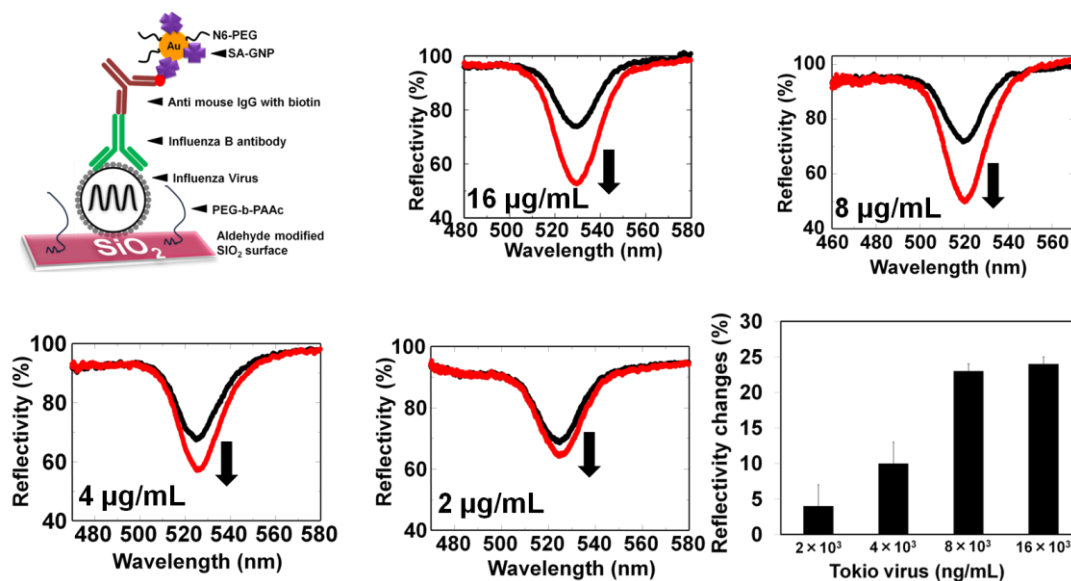 N6-PEG
Au
SA-GNP
Anti mouse IgG with biotin
Influenza B antibody
Influenza Virus
PEG-b-PAAc
SiO2
Aldehyde modified
SIO2 surface
Reflectivity (%)
100
80
60
40
16 µg/mL
480 500 520 540 560 580
Wavelength (nm)
Reflectivity (%)
100
80
60
40
8 µg/mL
460 480 500 520 540 560
Wavelength (nm)
Reflectivity (%)
100
80
60
40
4 µg/mL
480 500 520 540 560 580
Wavelength (nm)
Reflectivity (%)
100
80
60
40
2 µg/mL
480 500 520 540 560 580
Wavelength (nm)
Reflectivity changes (%)
30
25
20
15
10
5
0
2 × 10³ 4 × 10³ 8 × 10³ 16 × 10³
Tokio virus (ng/mL)